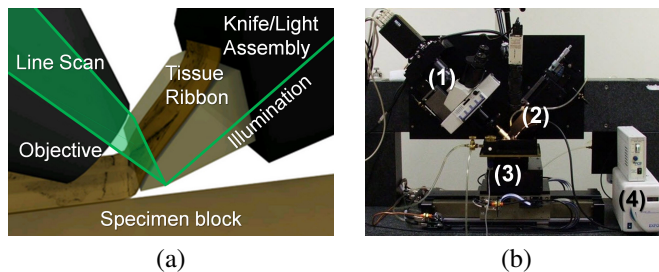 Line Scan
Knife/Light
Assembly
Tissue
Ribbon
Illumination
Objective
Specimen block
(1)
(2)
(3)
(4)
(a)
(b)